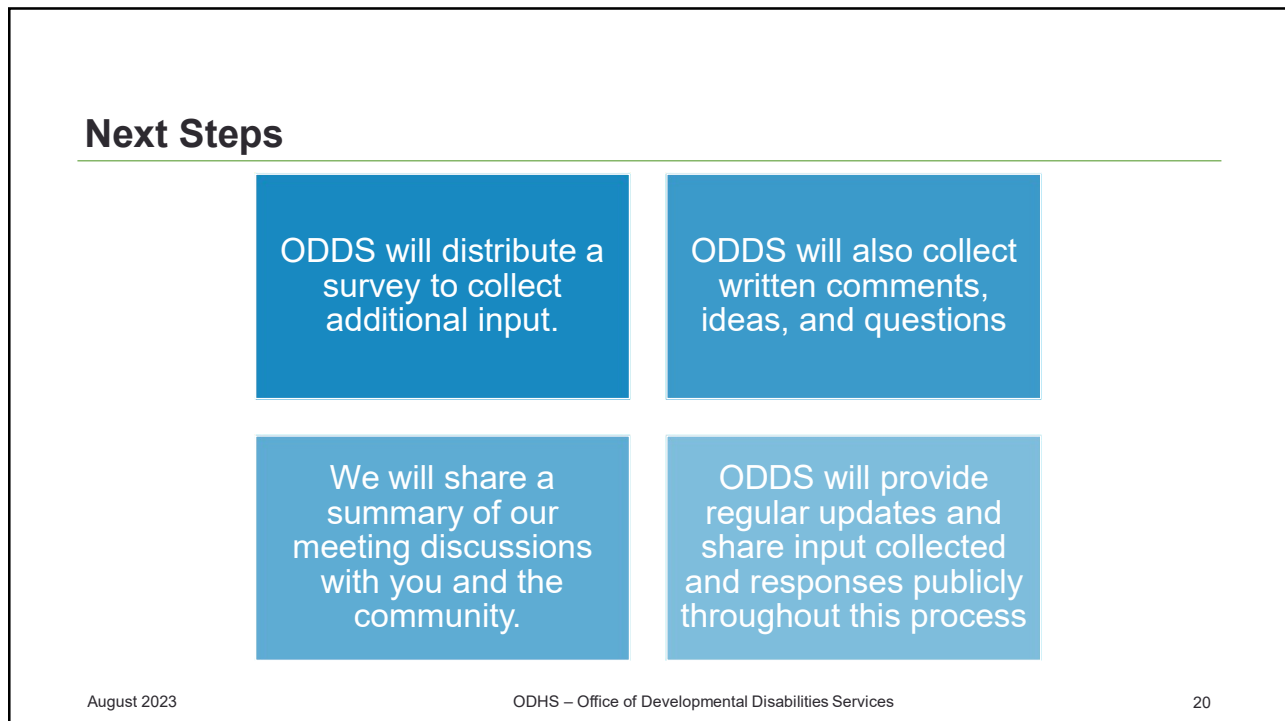 Next Steps
ODDS will distribute a
survey to collect
additional input.
ODDS will also collect
written comments,
ideas, and questions
We will share a
summary of our
meeting discussions
with you and the
community.
ODDS will provide
regular updates and
share input collected
and responses publicly
throughout this process
August 2023
ODHS – Office of Developmental Disabilities Services
20